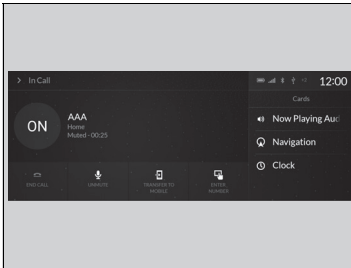 In Call
12:00
ON
AAA
Home
Muted - 00:25
END CALL
UNMUTE
TRANSFER TO
MOBILE
ENTER
NUMBER
Cards
Now Playing Aud
Navigation
Clock